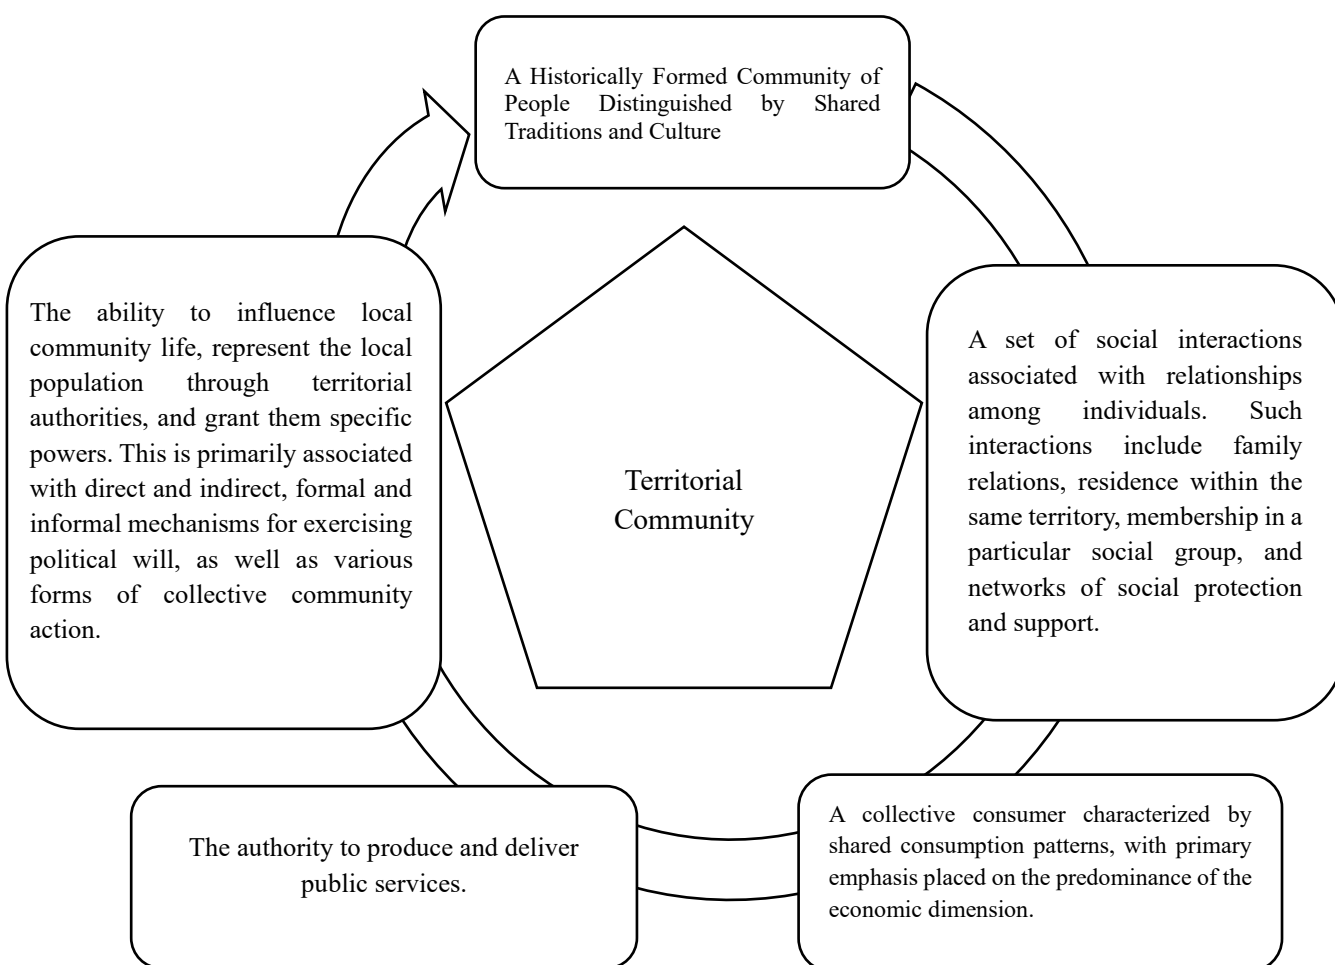 A Historically Formed Community of
People Distinguished by Shared
Traditions and Culture
The ability to influence local
community life, represent the local
population through territorial
authorities, and grant them specific
powers. This is primarily associated
with direct and indirect, formal and
informal mechanisms for exercising
political will, as well as various
forms of collective community
action.
A set of social interactions
associated with relationships
among individuals. Such
interactions include family
relations, residence within the
same territory, membership in a
particular social group, and
networks of social protection
and support.
Territorial
Community
The authority to produce and deliver
public services.
A collective consumer characterized by
shared consumption patterns, with primary
emphasis placed on the predominance of the
economic dimension.